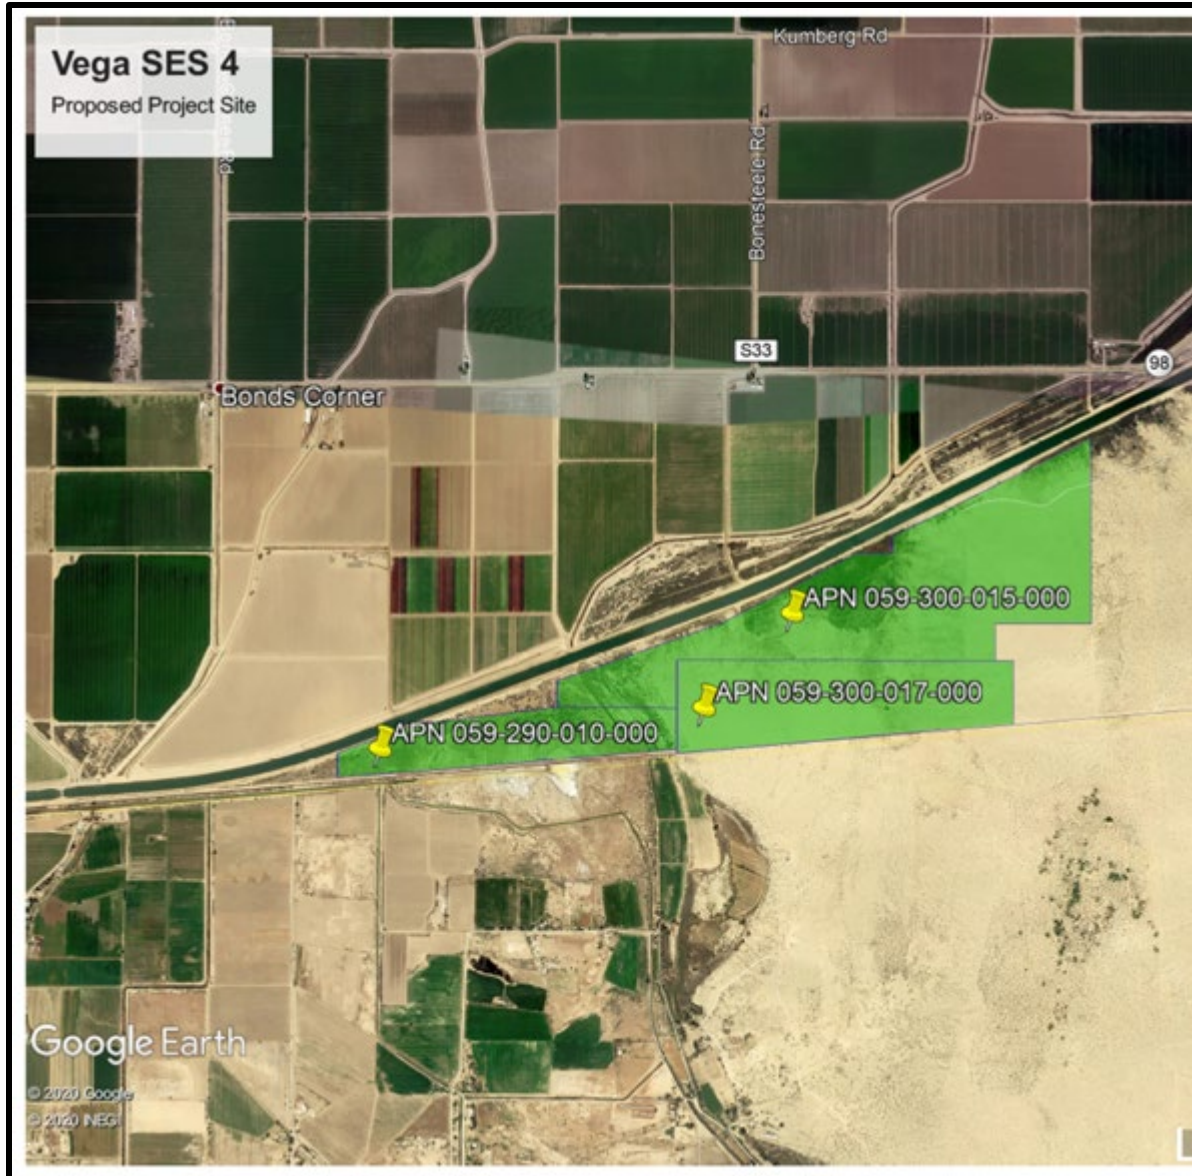 Vega SES 4
Proposed Project Site
Kumberg Rd
Bonesteele Rd
S33
98
Bonds Corner
APN 059-300-015-000
APN 059-300-017-000
APN 059-290-010-000
Google Earth
© 2020 Google
© 2020 INEGI